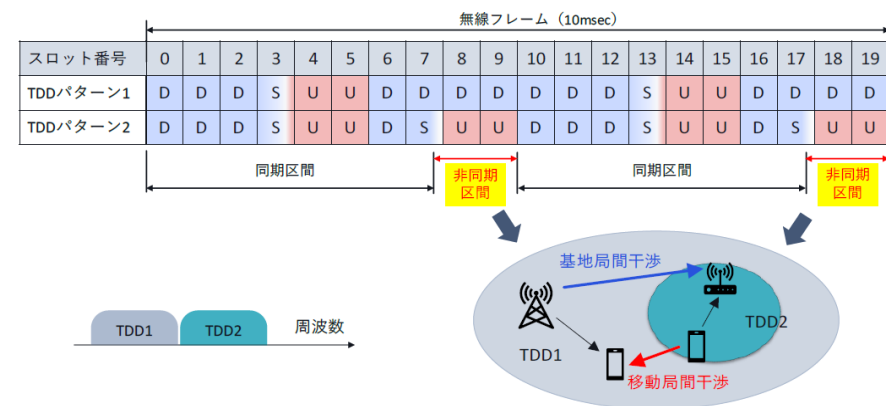 無線フレーム（10msec）
スロット番号 0 1 2 3 4 5 6 7 8 9 10 11 12 13 14 15 16 17 18 19
TDDパターン1 D D D S U U D D D D D D D S U U D D D D
TDDパターン2 D D D S U U D S U U D D D S U U D S U U
同期区間 非同期区間 同期区間 非同期区間
基地局間干渉
TDD1 TDD2 周波数
TDD1
TDD2
移動局間干渉